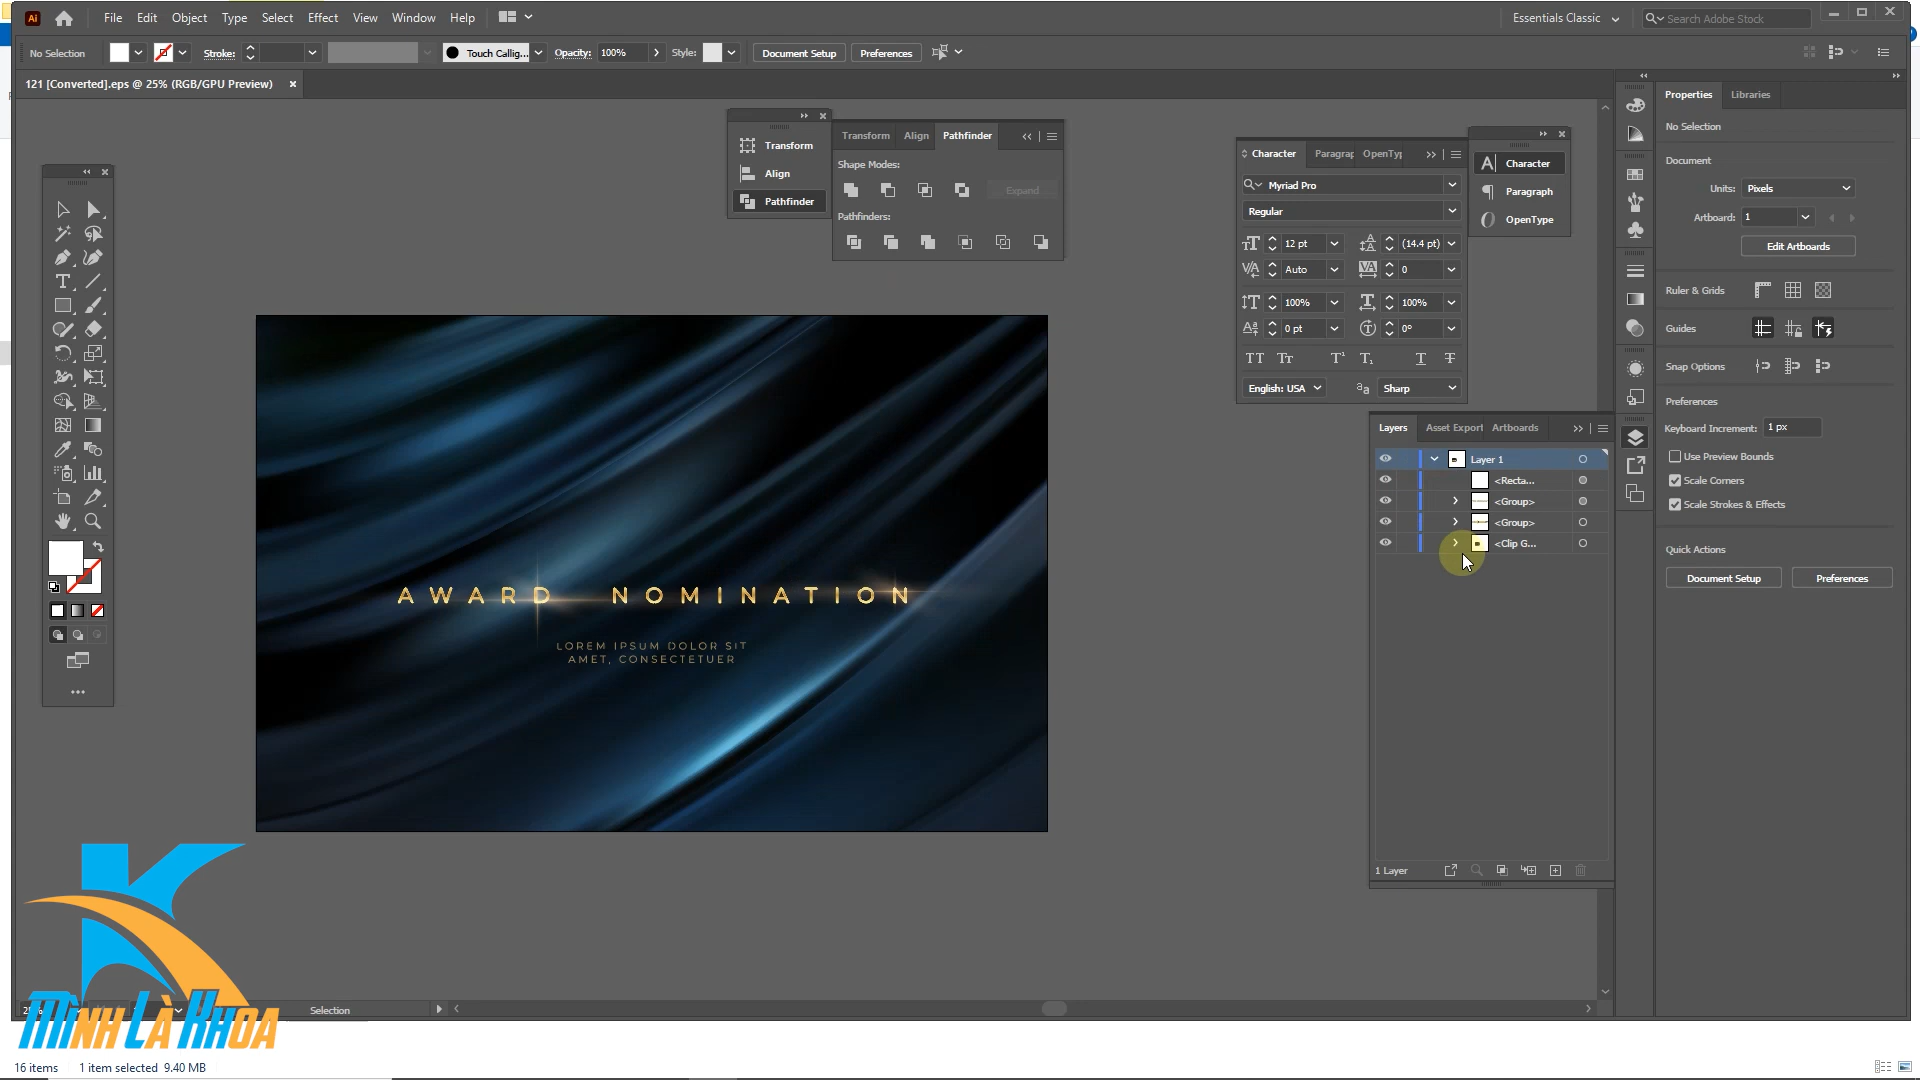 Ai File Edit Object Type Select Effect View Window Help Essentials Classic Search Adobe Stock
No Selection Stroke: Touch Callig... Opacity: 100% Style: Document Setup Preferences
121 [Converted].eps @ 25% (RGB/GPU Preview)
Transform
Align
Pathfinder
Transform Align Pathfinder
Shape Modes:
Expand
Pathfinders:
Character Paragrap OpenTyp
Myriad Pro
Regular
12 pt (14.4 pt)
Auto 0
100% 100%
0 pt 0°
English: USA Sharp
Character
Paragraph
OpenType
Properties Libraries
No Selection
Document
Units: Pixels
Artboard: 1
Edit Artboards
Ruler & Grids
Guides
Snap Options
Preferences
Keyboard Increment: 1 px
Use Preview Bounds
Scale Corners
Scale Strokes & Effects
Quick Actions
Document Setup Preferences
Layers Asset Export Artboards
Layer 1
<Recta...
<Group>
<Group>
<Clip G...
1 Layer
AWARD NOMINATION
LOREM IPSUM DOLOR SIT
AMET, CONSECTETUER
Selection
MÌNH LÀ KHOA
16 items 1 item selected 9.40 MB